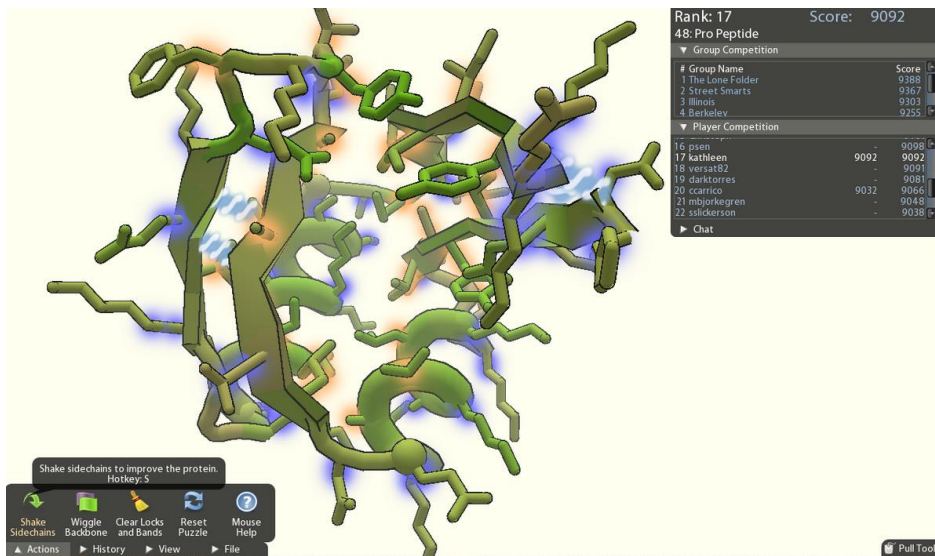 Rank: 17 Score: 9092
48: Pro Peptide
▼ Group Competition
# Group Name Score
1 The Lone Folder 9388
2 Street Smarts 9367
3 Illinois 9303
4 Berkeley 9255
▼ Player Competition
16 psen - 9098
17 kathleen 9092 9092
18 versat82 - 9091
19 darktorres - 9081
20 ccarrico 9032 9066
21 mbjorkegren - 9048
22 sslickerson - 9038
▶ Chat
Shake sidechains to improve the protein.
Hotkey: S
Shake Sidechains
Wiggle Backbone
Clear Locks and Bands
Reset Puzzle
Mouse Help
▲ Actions ▶ History ▶ View ▶ File
Pull Tool